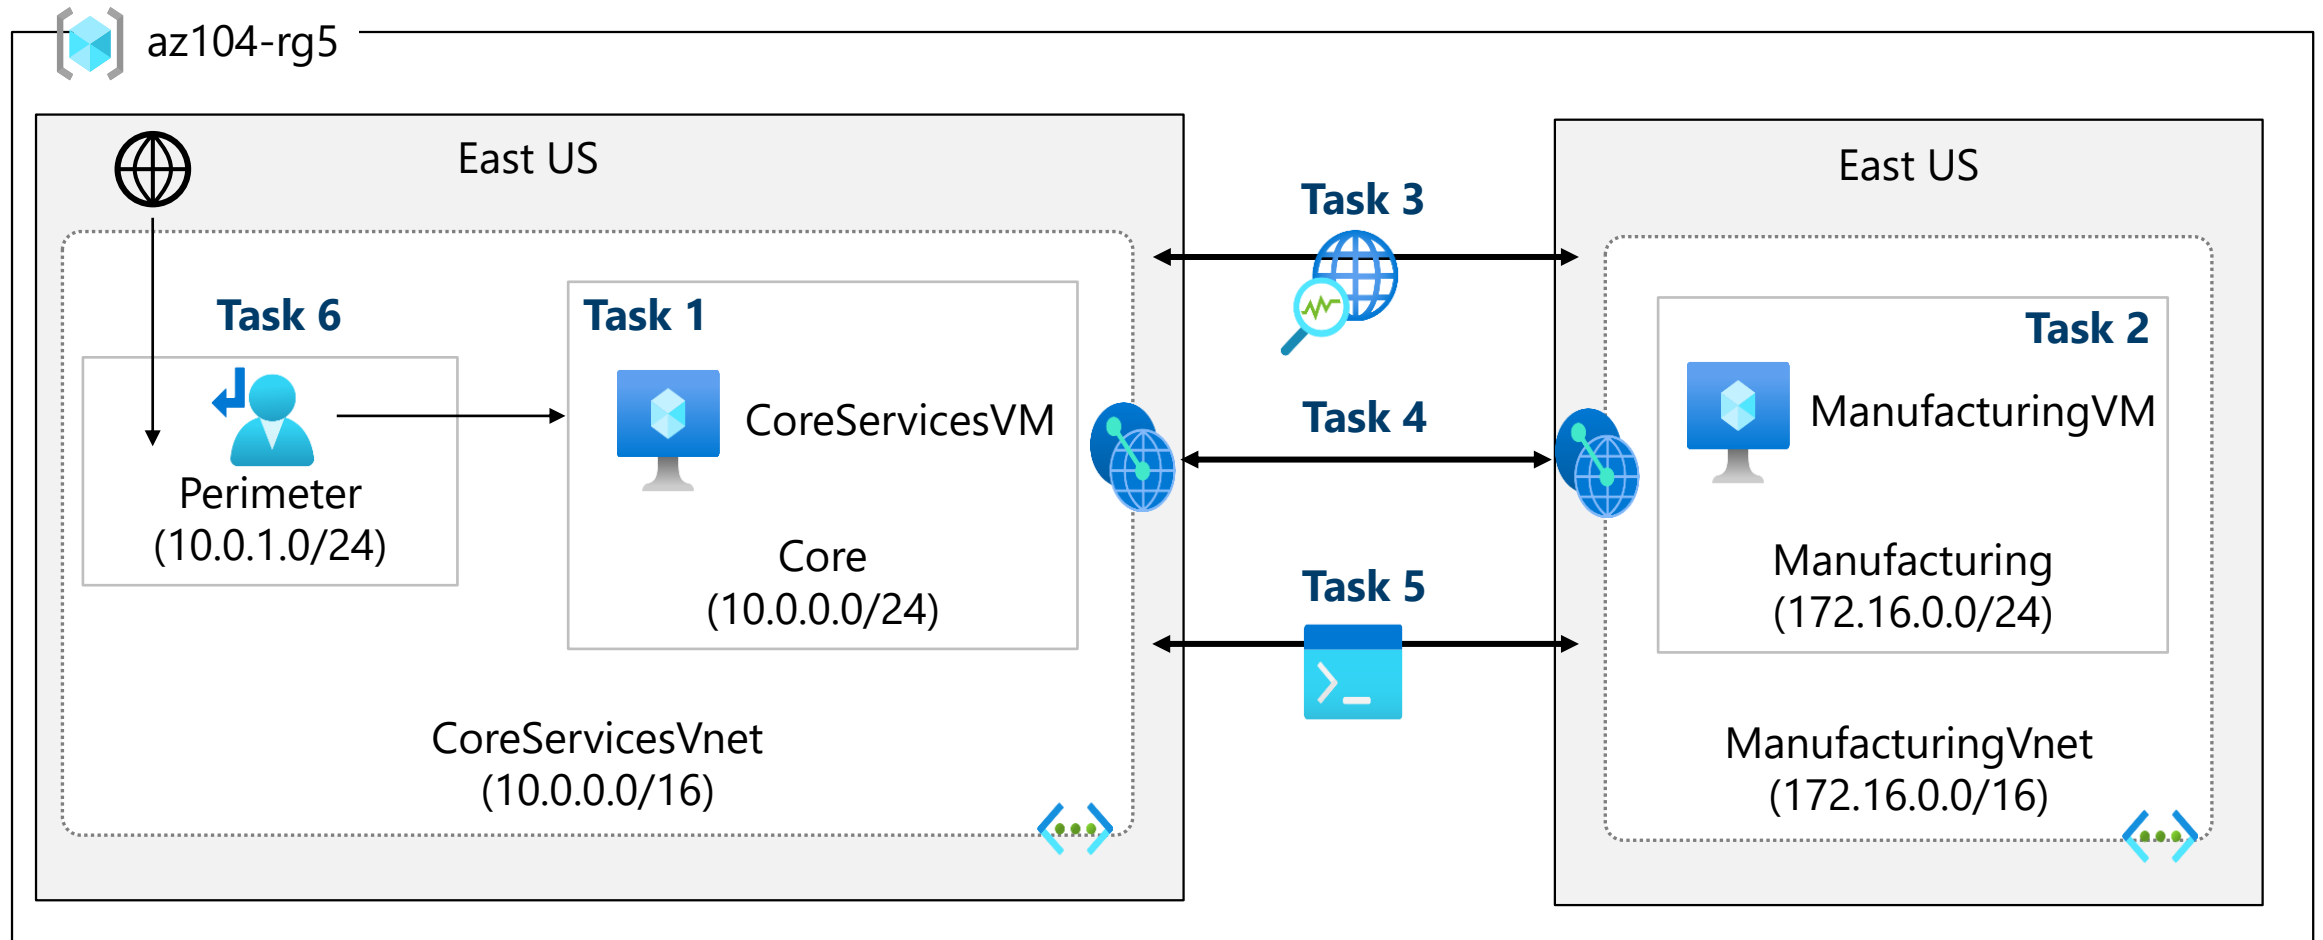 az104-rg5
East US
Task 6
Perimeter
(10.0.1.0/24)
Task 1
CoreServicesVM
Core
(10.0.0.0/24)
CoreServicesVnet
(10.0.0.0/16)
Task 3
Task 4
Task 5
East US
Task 2
ManufacturingVM
Manufacturing
(172.16.0.0/24)
ManufacturingVnet
(172.16.0.0/16)